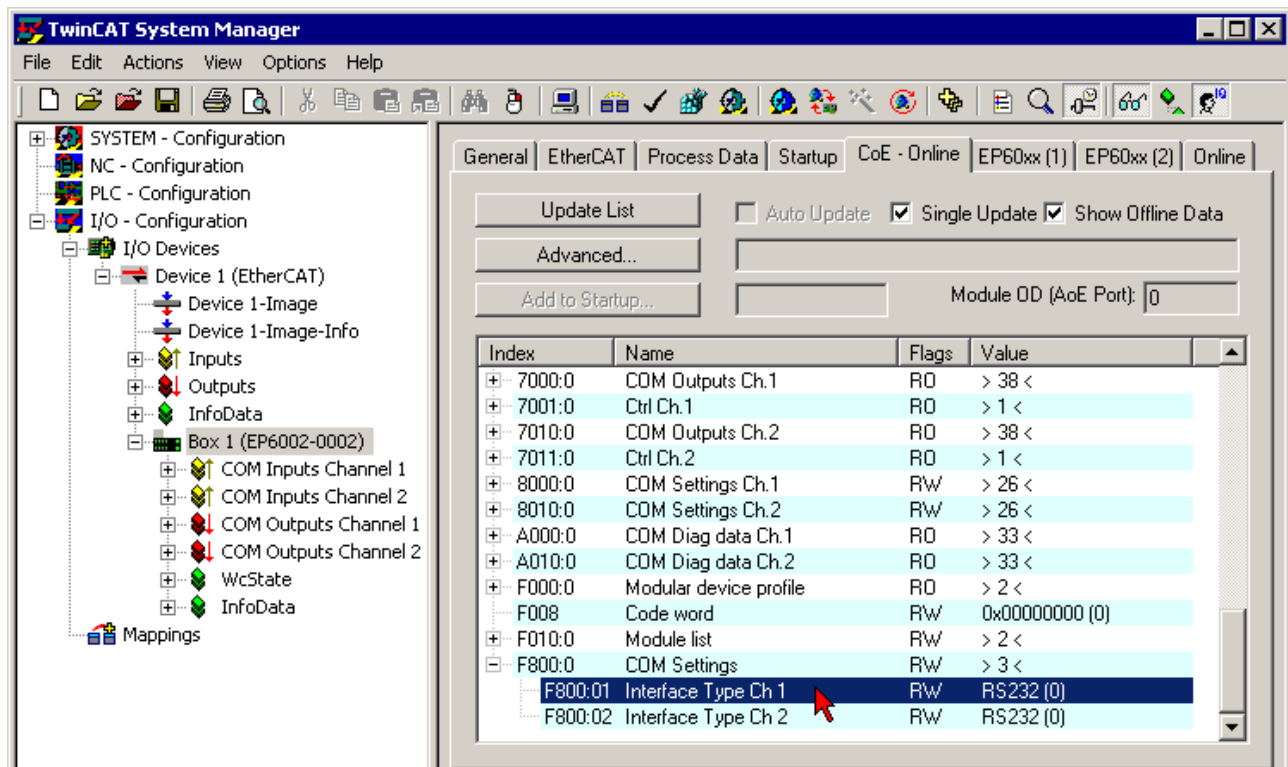 TwinCAT System Manager
File Edit Actions View Options Help
SYSTEM - Configuration
NC - Configuration
PLC - Configuration
I/O - Configuration
I/O Devices
Device 1 (EtherCAT)
Device 1-Image
Device 1-Image-Info
Inputs
Outputs
InfoData
Box 1 (EP6002-0002)
COM Inputs Channel 1
COM Inputs Channel 2
COM Outputs Channel 1
COM Outputs Channel 2
WcState
InfoData
Mappings
General EtherCAT Process Data Startup CoE - Online EP60xx (1) EP60xx (2) Online
Update List Auto Update Single Update Show Offline Data
Advanced...
Add to Startup... Module OD (AoE Port): 0
Index Name Flags Value
7000:0 COM Outputs Ch.1 RO > 38 <
7001:0 Ctrl Ch.1 RO > 1 <
7010:0 COM Outputs Ch.2 RO > 38 <
7011:0 Ctrl Ch.2 RO > 1 <
8000:0 COM Settings Ch.1 RW > 26 <
8010:0 COM Settings Ch.2 RW > 26 <
A000:0 COM Diag data Ch.1 RO > 33 <
A010:0 COM Diag data Ch.2 RO > 33 <
F000:0 Modular device profile RO > 2 <
F008 Code word RW 0x00000000 (0)
F010:0 Module list RW > 2 <
F800:0 COM Settings RW > 3 <
F800:01 Interface Type Ch 1 RW RS232 (0)
F800:02 Interface Type Ch 2 RW RS232 (0)